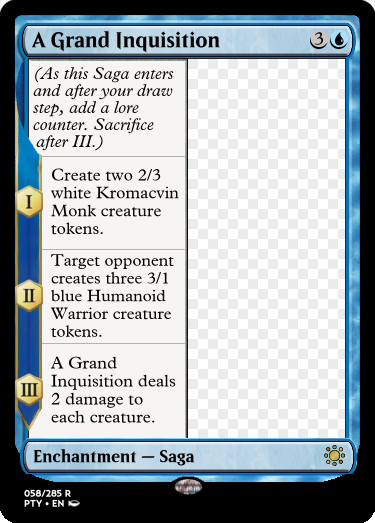 A Grand Inquisition 3
(As this Saga enters
and after your draw
step, add a lore
counter. Sacrifice
after III.)
I
Create two 2/3
white Kromacvin
Monk creature
tokens.
II
Target opponent
creates three 3/1
blue Humanoid
Warrior creature
tokens.
III
A Grand
Inquisition deals
2 damage to
each creature.
Enchantment — Saga
058/285 R
PTY • EN